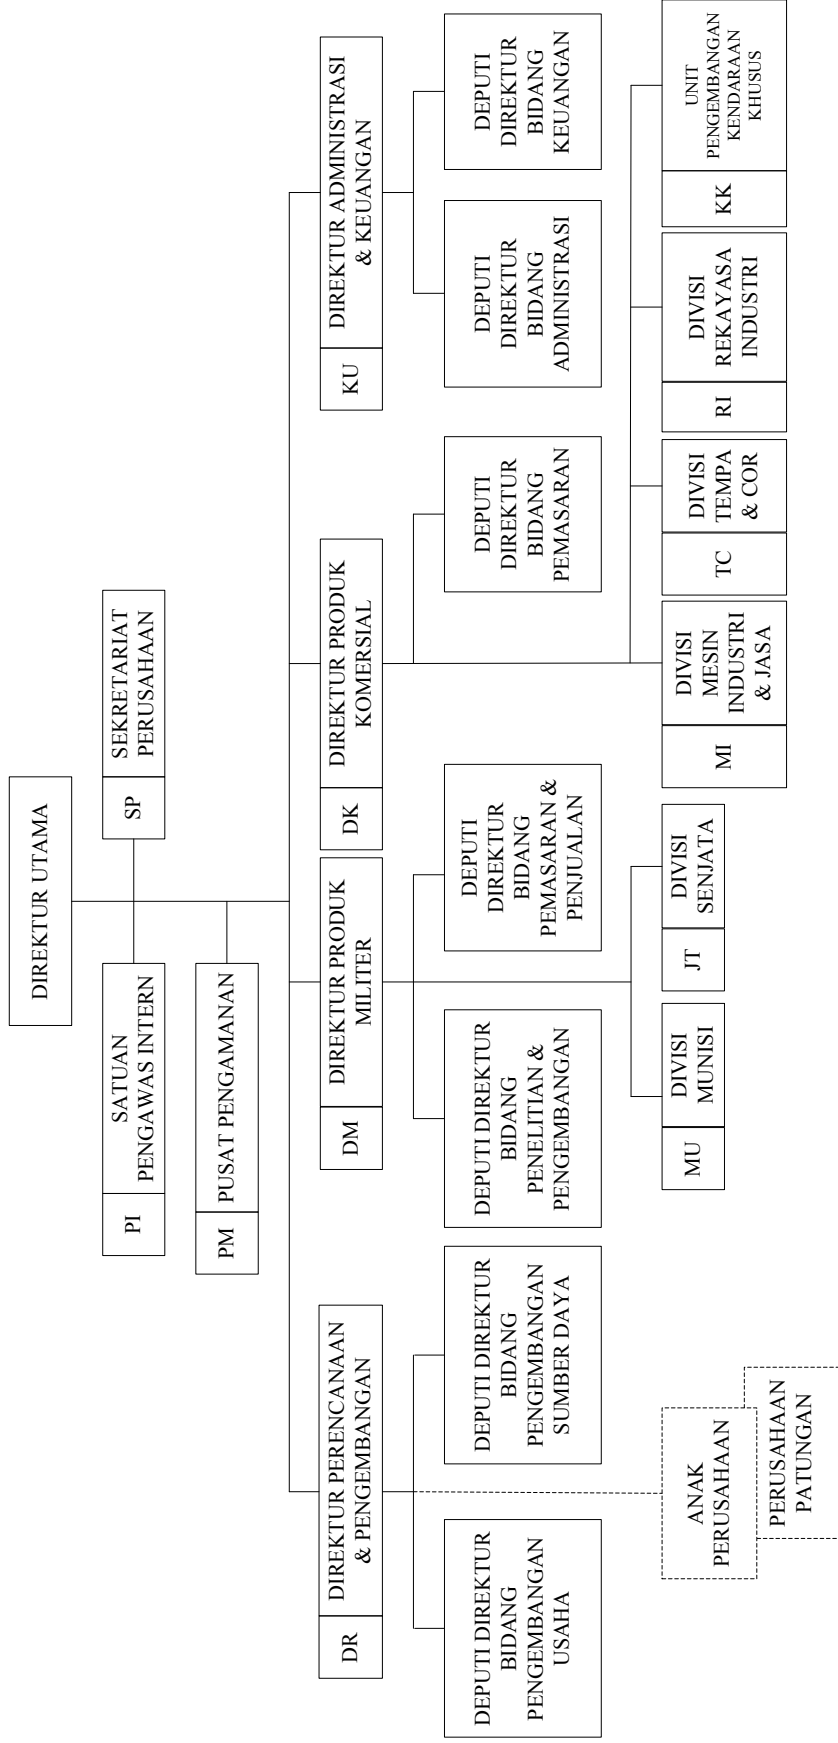 DIREKTUR UTAMA
PI
SATUAN
PENGAWAS INTERN
SP
SEKRETARIAT
PERUSAHAAN
PM
PUSAT PENGAMANAN
DR
DIREKTUR PERENCANAAN
& PENGEMBANGAN
DM
DIREKTUR PRODUK
MILITER
DK
DIREKTUR PRODUK
KOMERSIAL
KU
DIREKTUR ADMINISTRASI
& KEUANGAN
DEPUTI DIREKTUR
BIDANG
PENGEMBANGAN
USAHA
DEPUTI DIREKTUR
BIDANG
PENGEMBANGAN
SUMBER DAYA
DEPUTI DIREKTUR
BIDANG
PENELITIAN &
PENGEMBANGAN
DEPUTI
DIREKTUR
BIDANG
PEMASARAN &
PENJUALAN
DEPUTI
DIREKTUR
BIDANG
PEMASARAN
DEPUTI
DIREKTUR
BIDANG
ADMINISTRASI
DEPUTI
DIREKTUR
BIDANG
KEUANGAN
ANAK
PERUSAHAAN
PERUSAHAAN
PATUNGAN
MU
DIVISI
MUNISI
JT
DIVISI
SENJATA
MI
DIVISI
MESIN
INDUSTRI
& JASA
TC
DIVISI
TEMPA
& COR
RI
DIVISI
REKAYASA
INDUSTRI
KK
UNIT
PENGEMBANGAN
KENDARAAN
KHUSUS